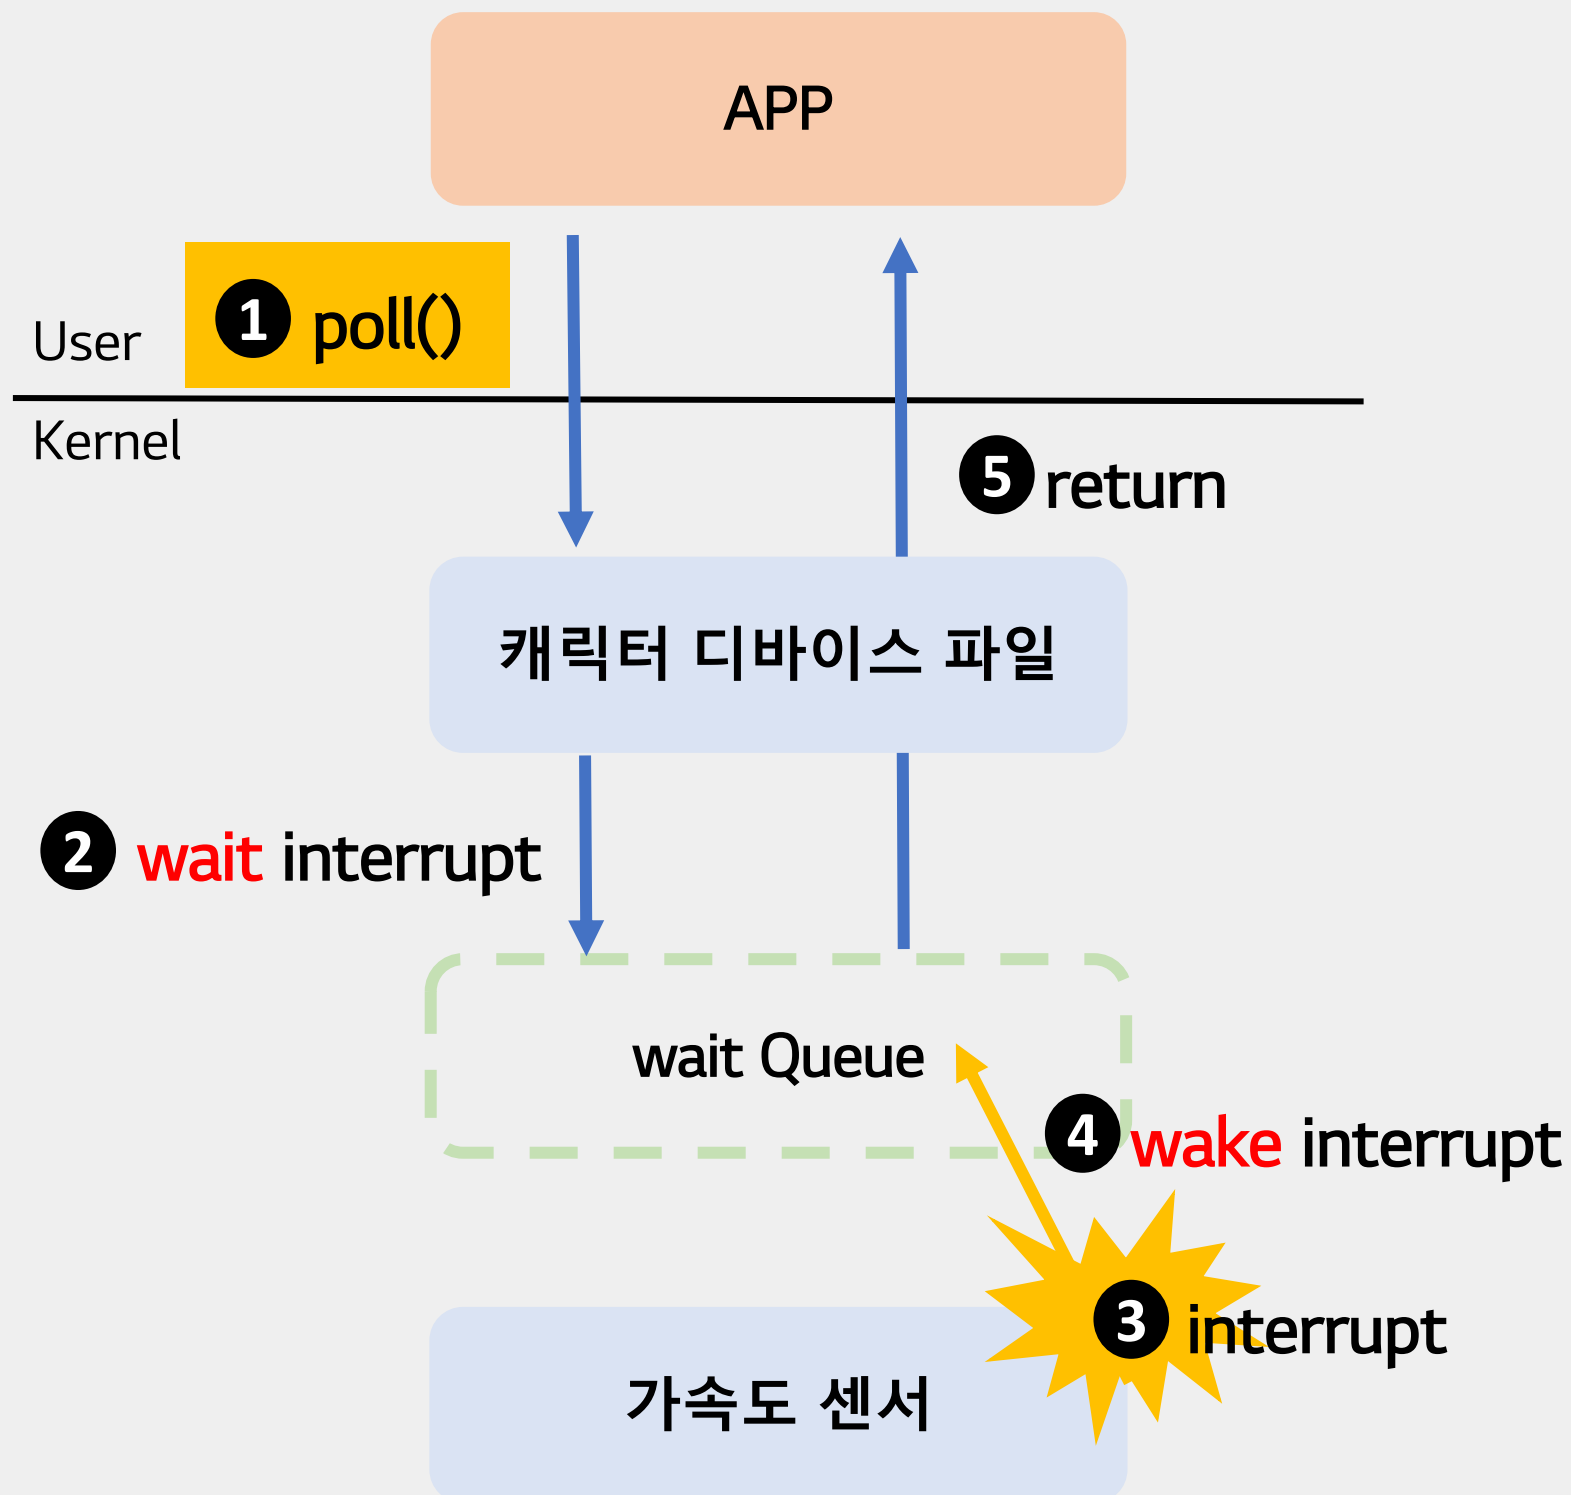 APP
❶ poll()
User
Kernel
❺ return
캐릭터 디바이스 파일
❷ wait interrupt
wait Queue
❹ wake interrupt
❸ interrupt
가속도 센서